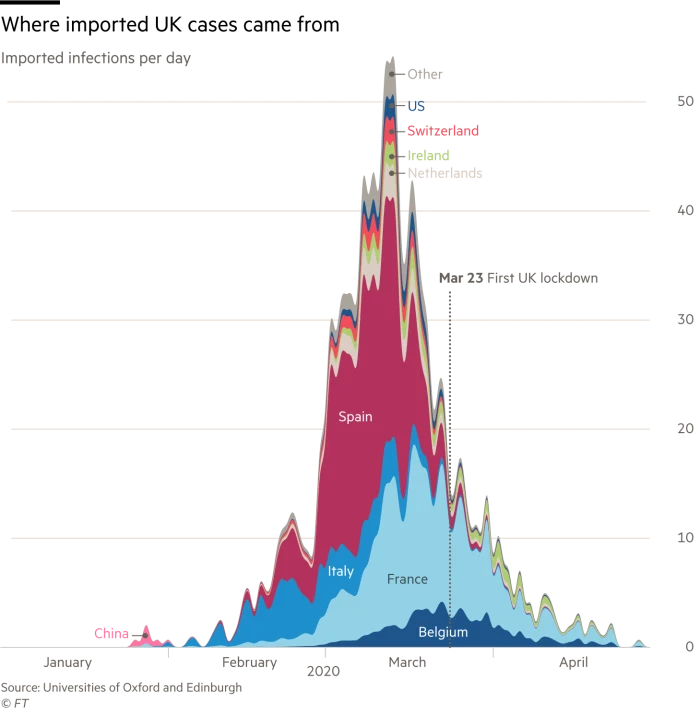 Where imported UK cases came from
Imported infections per day
Other
50
US
Switzerland
Ireland
Netherlands
40
Mar 23 First UK lockdown
30
Spain
20
10
Italy
France
China
Belgium
0
January February March April
2020
Source: Universities of Oxford and Edinburgh
© FT